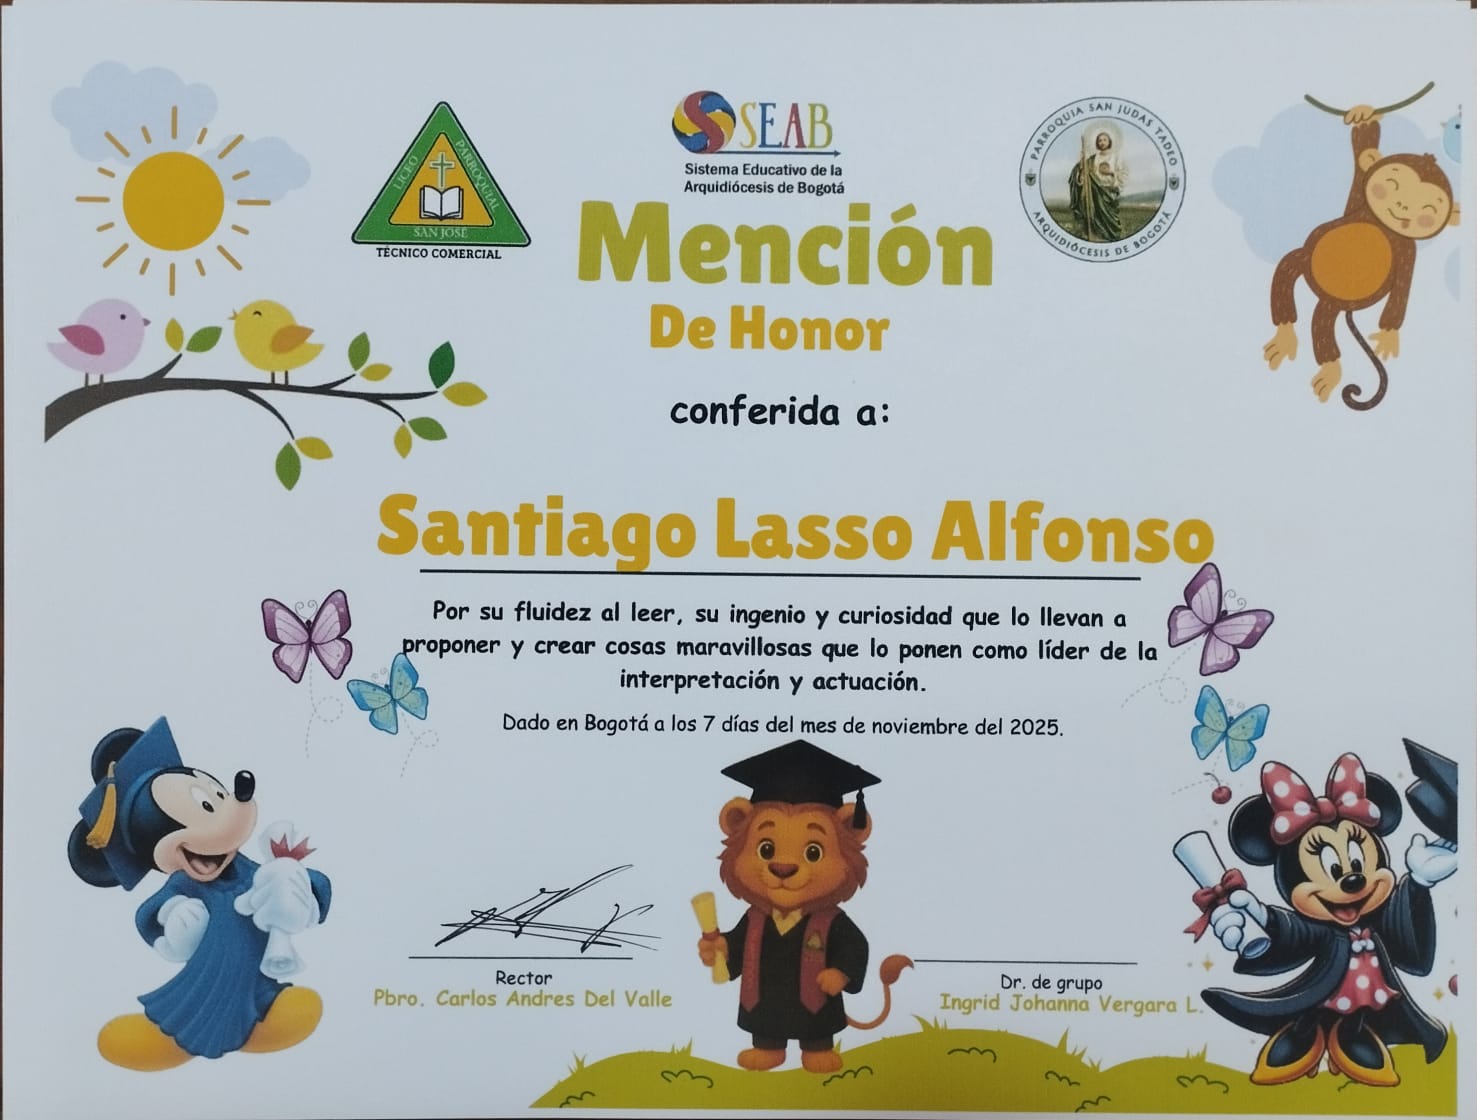 LICEO PARROQUIAL
SAN JOSÉ
TÉCNICO COMERCIAL
SEAB
Sistema Educativo de la
Arquidiócesis de Bogotá
PARROQUIA SAN JUDAS TADEO
ARQUIDIÓCESIS DE BOGOTÁ
Mención
De Honor
conferida a:
Santiago Lasso Alfonso
Por su fluidez al leer, su ingenio y curiosidad que lo llevan a
proponer y crear cosas maravillosas que lo ponen como líder de la
interpretación y actuación.
Dado en Bogotá a los 7 días del mes de noviembre del 2025.
Rector
Pbro. Carlos Andres Del Valle
Dr. de grupo
Ingrid Johanna Vergara L.